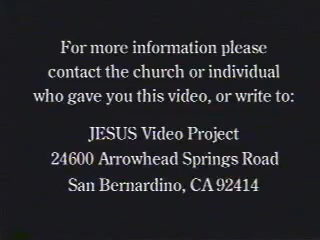 For more information please
contact the church or individual
who gave you this video, or write to:
JESUS Video Project
24600 Arrowhead Springs Road
San Bernardino, CA 92414